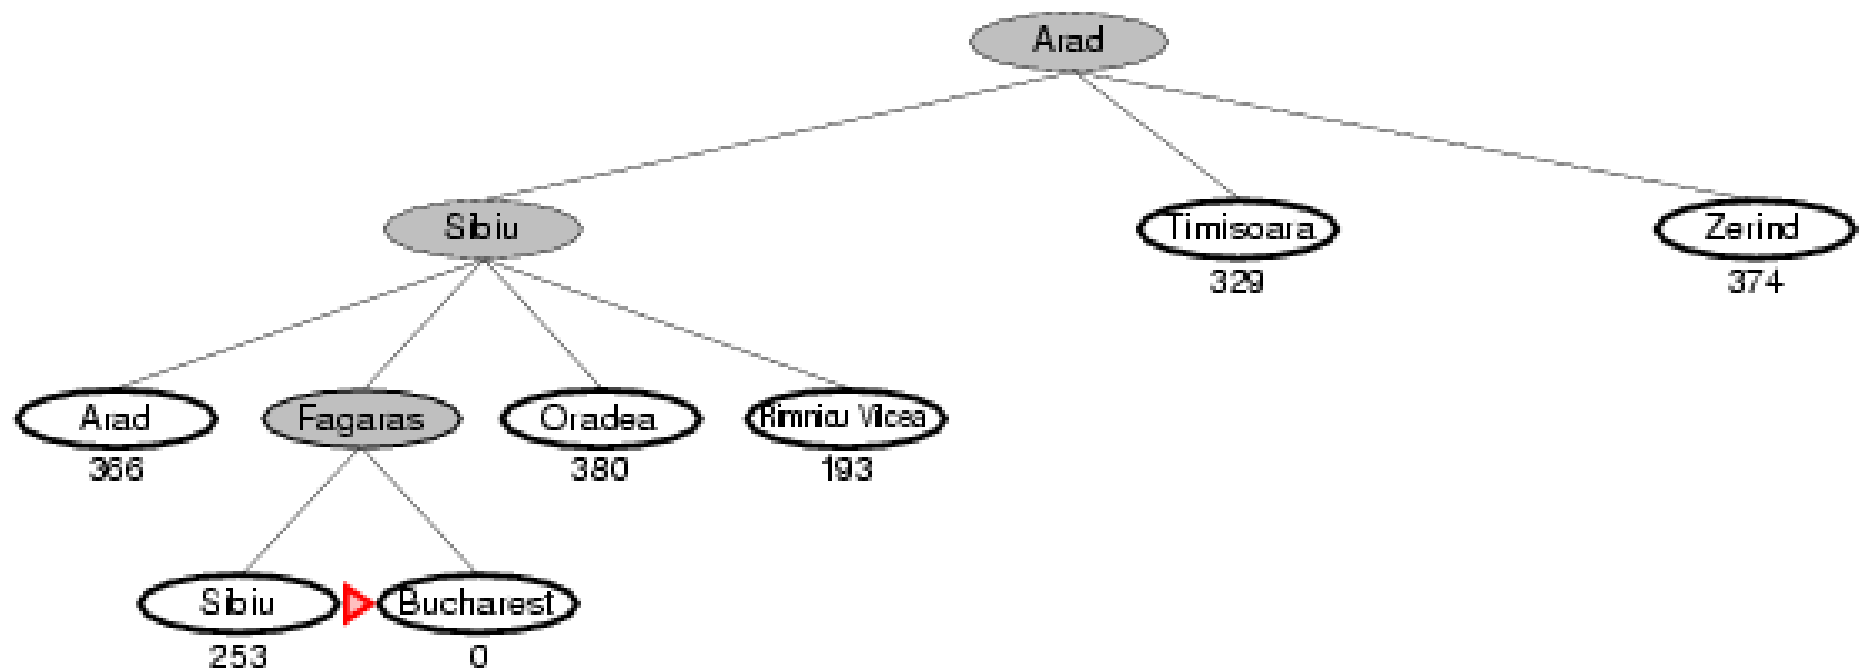 Arad
Sibiu
Timisoara
Zerind
329
374
Arad
Fagaras
Oradea
Rimnicu Vilcea
366
380
193
Sibiu
Bucharest
253
0